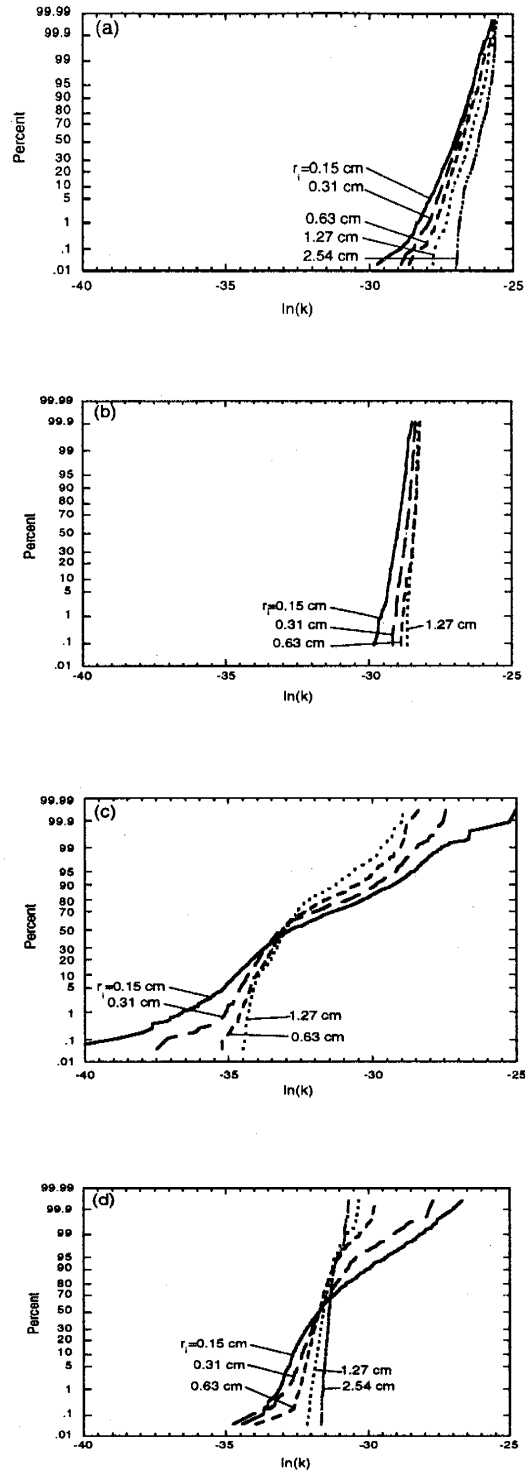 (a)
99.99
99.9
99
95
90
80
70
50
30
20
10
5
1
.1
.01
Percent
r_i=0.15 cm
0.31 cm
0.63 cm
1.27 cm
2.54 cm
-40
-35
-30
-25
ln(k)
(b)
99.99
99.9
99
95
90
80
70
50
30
20
10
5
1
.1
.01
Percent
r_i=0.15 cm
0.31 cm
0.63 cm
1.27 cm
-40
-35
-30
-25
ln(k)
(c)
99.99
99.9
99
95
90
80
70
50
30
20
10
5
1
.1
.01
Percent
r_i=0.15 cm
0.31 cm
1.27 cm
0.63 cm
-40
-35
-30
-25
ln(k)
(d)
99.99
99.9
99
95
90
80
70
50
30
20
10
5
1
.1
.01
Percent
r_i=0.15 cm
0.31 cm
0.63 cm
1.27 cm
2.54 cm
-40
-35
-30
-25
ln(k)